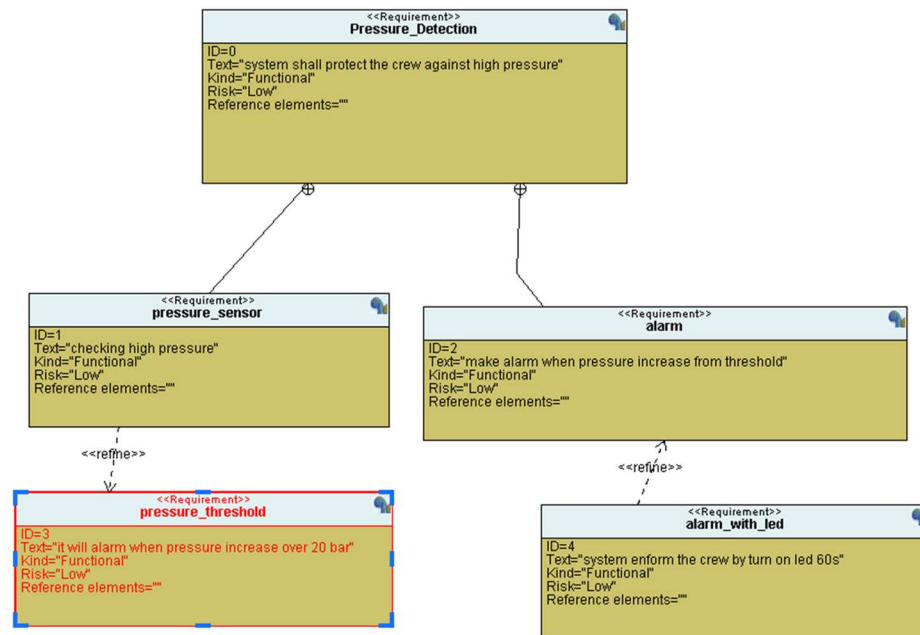 <<Requirement>>
Pressure_Detection
ID=0
Text="system shall protect the crew against high pressure"
Kind="Functional"
Risk="Low"
Reference elements=""
<<Requirement>>
pressure_sensor
ID=1
Text="checking high pressure"
Kind="Functional"
Risk="Low"
Reference elements=""
<<Requirement>>
alarm
ID=2
Text="make alarm when pressure increase from threshold"
Kind="Functional"
Risk="Low"
Reference elements=""
<<refine>>
<<refine>>
<<Requirement>>
pressure_threshold
ID=3
Text="it will alarm when pressure increase over 20 bar"
Kind="Functional"
Risk="Low"
Reference elements=""
<<Requirement>>
alarm_with_led
ID=4
Text="system enform the crew by turn on led 60s"
Kind="Functional"
Risk="Low"
Reference elements=""